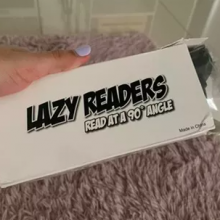 LAZY READERS
READ AT A 90° ANGLE
Made in China